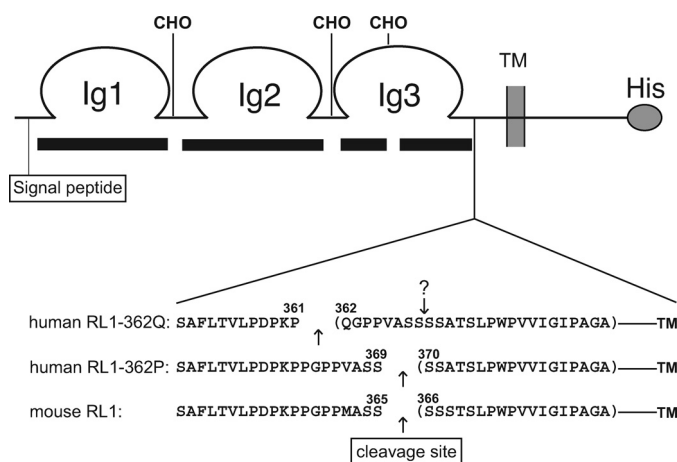 CHO CHO CHO
TM
Ig1 Ig2 Ig3 His
Signal peptide
?
361 362
human RL1-362Q: SAFLTVLPDPKP (QGPPVASSSSATSLPWPVVIGIPAGA) TM
369 370
human RL1-362P: SAFLTVLPDPKPPGPPVASS (SSATSLPWPVVIGIPAGA) TM
365 366
mouse RL1: SAFLTVLPDPKPPGPPMASS (SSSTSLPWPVVIGIPAGA) TM
cleavage site